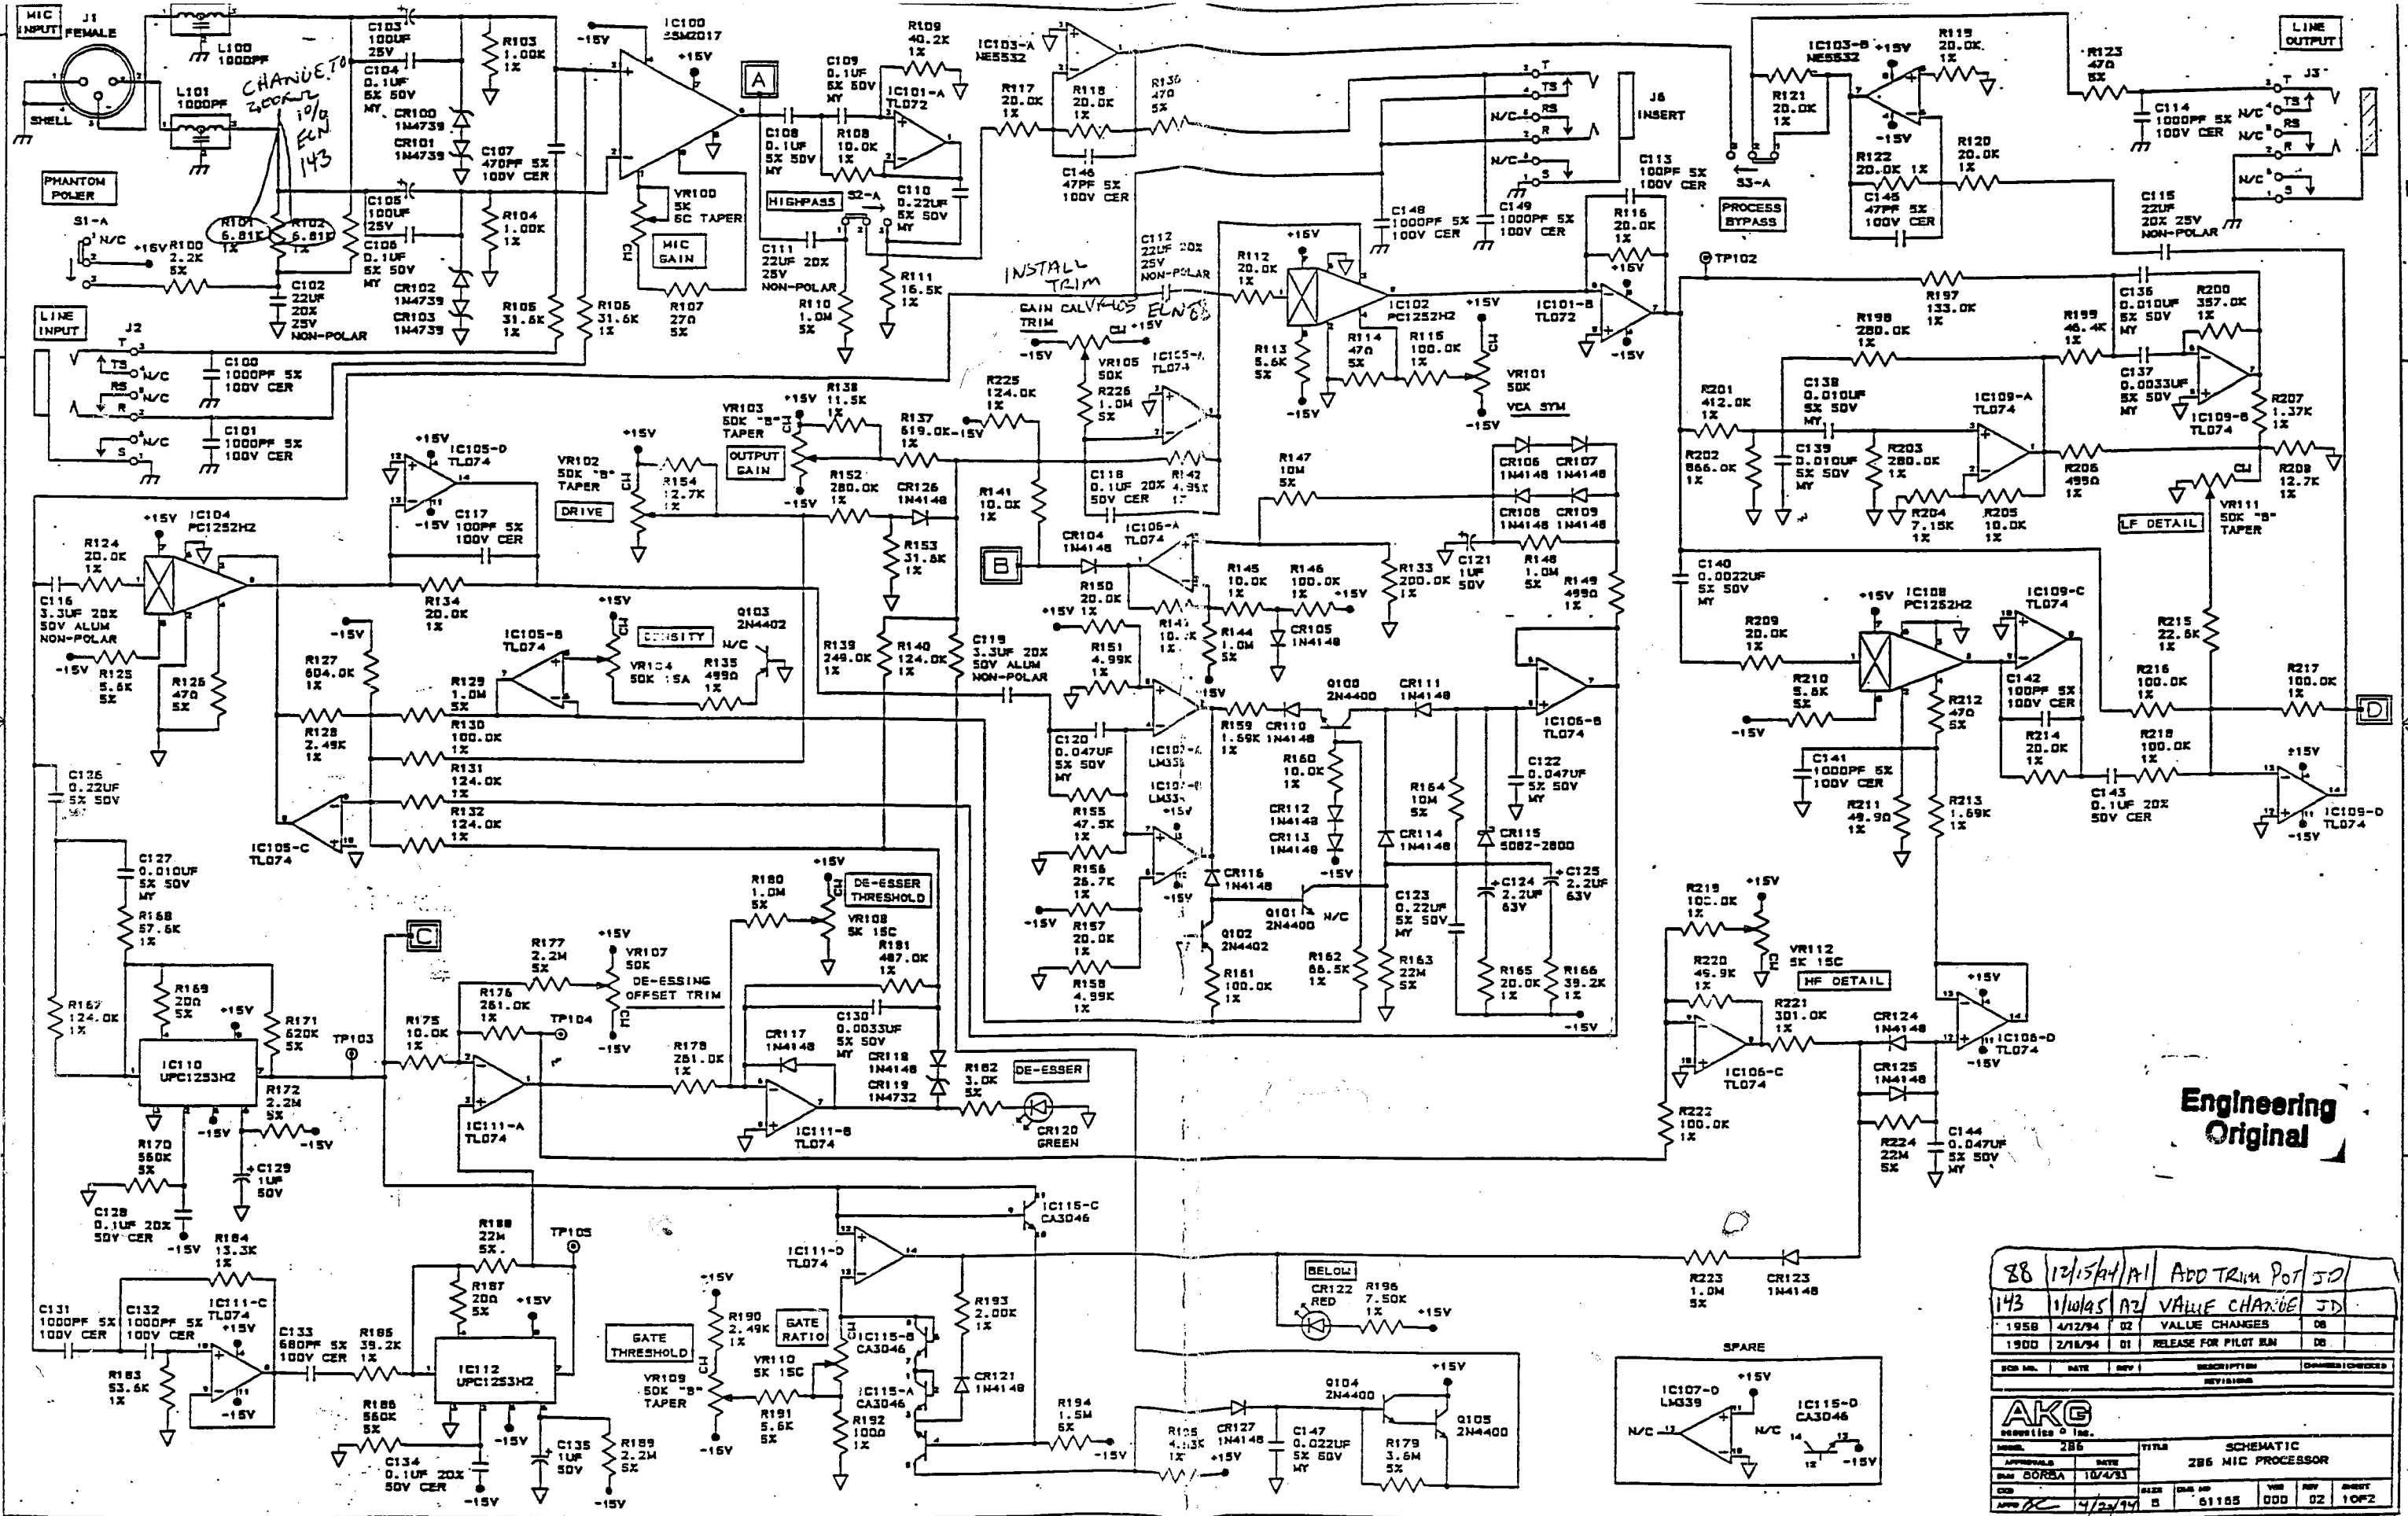 MIC
INPUT
J1
FEMALE
SHELL
L100
1000PF
L101
1000PF
CHANGE TO
10/0
ECN
143
C103
100UF
25V
C104
0.1UF
5% 50V
MY
CR100
1N4739
CR101
1N4739
R103
1.00K
1%
C107
470PF 5%
100V CER
-15V
IC100
SSM2017
+15V
A
VR100
5K
6C TAPER
CW
MIC
GAIN
R107
27Ω
5%
C109
0.1UF
5% 50V
MY
C108
0.1UF
5% 50V
MY
R109
40.2K
1%
IC101-A
TL072
R108
10.0K
1%
HIGHPASS
S2-A
C110
0.22UF
5% 50V
MY
C111
22UF 20%
25V
NON-POLAR
R110
1.0M
5%
R111
16.5K
1%
IC103-A
NE5532
R117
20.0K
1%
R118
20.0K
1%
R136
47Ω
5%
C146
47PF 5%
100V CER
T
TS
N/C
RS
R
N/C
S
J6
INSERT
C148
1000PF 5%
100V CER
C149
1000PF 5%
100V CER
C113
100PF 5%
100V CER
R116
20.0K
1%
IC103-B
NE5532
+15V
-15V
R119
20.0K
1%
R121
20.0K
1%
S3-A
PROCESS
BYPASS
R122
20.0K 1%
C145
47PF 5%
100V CER
R120
20.0K
1%
R123
47Ω
5%
C114
1000PF 5%
100V CER
C115
22UF
20% 25V
NON-POLAR
LINE
OUTPUT
J3
T
TS
N/C
RS
N/C
R
N/C
S
PHANTOM
POWER
S1-A
N/C
R100
2.2K
5%
R101
6.81K
1%
R102
6.81K
1%
C102
22UF
20%
25V
NON-POLAR
C105
100UF
25V
C106
0.1UF
5% 50V
MY
CR102
1N4739
CR103
1N4739
R104
1.00K
1%
R105
31.6K
1%
R106
31.6K
1%
LINE
INPUT
J2
T
TS
N/C
RS
N/C
R
N/C
S
C100
1000PF 5%
100V CER
C101
1000PF 5%
100V CER
INSTALL
TRIM
GAIN CAL VR105
TRIM
ECN 88
VR105
50K
R226
1.0M
5%
IC105-A
TL074
C112
22UF 20%
25V
NON-POLAR
R112
20.0K
1%
IC102
PC1252H2
R113
5.6K
5%
R114
47Ω
5%
R115
100.0K
1%
VR101
50K
VCA SYM
IC101-B
TL072
TP102
R197
133.0K
1%
R198
280.0K
1%
C136
0.010UF
5% 50V
MY
R200
357.0K
1%
R199
46.4K
1%
C137
0.0033UF
5% 50V
MY
IC109-B
TL074
R201
412.0K
1%
R202
866.0K
1%
C138
0.010UF
5% 50V
MY
C139
0.010UF
5% 50V
MY
R203
280.0K
1%
IC109-A
TL074
R204
7.15K
1%
R205
10.0K
1%
R206
499Ω
1%
R207
1.37K
1%
R208
12.7K
1%
LF DETAIL
VR111
50K "B"
TAPER
IC105-D
TL074
C117
100PF 5%
100V CER
IC104
PC1252H2
R124
20.0K
1%
C116
3.3UF 20%
50V ALUM
NON-POLAR
R125
5.6K
5%
R126
47Ω
5%
R134
20.0K
1%
VR102
50K "B"
TAPER
DRIVE
R154
12.7K
1%
VR103
50K "B"
TAPER
OUTPUT
GAIN
R138
11.5K
1%
R137
619.0K
1%
R225
124.0K
1%
R152
280.0K
1%
CR126
1N4148
R153
31.6K
1%
R141
10.0K
1%
C118
0.1UF 20%
50V CER
R142
4.99K
1%
B
CR104
1N4148
IC106-A
TL074
R147
10M
5%
CR106
1N4148
CR107
1N4148
CR108
1N4148
CR109
1N4148
C121
1UF
50V
R148
1.0M
5%
R149
499Ω
1%
R133
200.0K
1%
R145
10.0K
1%
R146
100.0K
1%
CR105
1N4148
R144
1.0M
5%
R150
20.0K
1%
R151
4.99K
1%
R127
604.0K
1%
R128
2.49K
1%
R129
1.0M
5%
R130
100.0K
1%
R131
124.0K
1%
R132
124.0K
1%
IC105-B
TL074
DENSITY
VR104
50K 15A
Q103
2N4402
N/C
R135
499Ω
1%
R139
249.0K
1%
R140
124.0K
1%
C119
3.3UF 20%
50V ALUM
NON-POLAR
IC105-C
TL074
C120
0.047UF
5% 50V
MY
IC107-A
LM339
R159
1.69K
1%
CR110
1N4148
Q100
2N4400
CR111
1N4148
IC106-B
TL074
R155
47.5K
1%
R156
26.7K
1%
R157
20.0K
1%
R158
4.99K
1%
R160
10.0K
1%
CR112
1N4148
CR113
1N4148
R164
10M
5%
CR114
1N4148
CR115
5082-2800
C122
0.047UF
5% 50V
MY
CR116
1N4148
Q101
2N4400
N/C
Q102
2N4402
R161
100.0K
1%
R162
66.5K
1%
C123
0.22UF
5% 50V
MY
R163
22M
5%
C124
2.2UF
63V
C125
2.2UF
63V
R165
20.0K
1%
R166
39.2K
1%
C140
0.0022UF
5% 50V
MY
R209
20.0K
1%
IC108
PC1252H2
R210
5.6K
5%
R212
47Ω
5%
C141
1000PF 5%
100V CER
R211
49.9Ω
1%
R213
1.69K
1%
IC109-C
TL074
C142
100PF 5%
100V CER
R214
20.0K
1%
C143
0.1UF 20%
50V CER
R215
22.6K
1%
R216
100.0K
1%
R217
100.0K
1%
R218
100.0K
1%
D
IC109-D
TL074
C126
0.22UF
5% 50V
C127
0.010UF
5% 50V
MY
R168
57.6K
1%
R167
124.0K
1%
R169
20Ω
5%
R171
620K
5%
IC110
UPC1253H2
R170
560K
5%
R172
2.2M
5%
C128
0.1UF 20%
50V CER
C129
1UF
50V
TP103
C
R175
10.0K
1%
R176
261.0K
1%
R177
2.2M
5%
VR107
50K
DE-ESSING
OFFSET TRIM
TP104
IC111-A
TL074
R178
261.0K
1%
R180
1.0M
5%
DE-ESSER
THRESHOLD
VR108
5K 15C
R181
487.0K
1%
C130
0.0033UF
5% 50V
MY
CR117
1N4148
CR118
1N4148
CR119
1N4732
IC111-B
TL074
R182
3.0K
5%
DE-ESSER
CR120
GREEN
R219
100.0K
1%
VR112
5K 15C
HF DETAIL
R220
49.9K
1%
R221
301.0K
1%
IC106-C
TL074
R222
100.0K
1%
CR124
1N4148
CR125
1N4148
IC106-D
TL074
R224
22M
5%
C144
0.047UF
5% 50V
MY
Engineering
Original
R184
13.3K
1%
C131
1000PF 5%
100V CER
C132
1000PF 5%
100V CER
IC111-C
TL074
R183
53.6K
1%
C133
680PF 5%
100V CER
R185
39.2K
1%
R188
22M
5%
R187
20Ω
5%
TP105
IC112
UPC1253H2
R186
560K
5%
C134
0.1UF 20%
50V CER
C135
1UF
50V
R189
2.2M
5%
GATE
THRESHOLD
R190
2.49K
1%
VR109
50K "B"
TAPER
GATE
RATIO
VR110
5K 15C
R191
5.6K
5%
R192
100Ω
1%
IC111-D
TL074
IC115-C
CA3046
IC115-B
CA3046
IC115-A
CA3046
R193
2.00K
1%
CR121
1N4148
R194
1.5M
5%
BELOW
CR122
RED
R196
7.50K
1%
CR127
1N4148
C147
0.022UF
5% 50V
MY
Q104
2N4400
Q105
2N4400
R179
3.6M
5%
R223
1.0M
5%
CR123
1N4148
SPARE
IC107-D
LM339
N/C
IC115-D
CA3046
N/C
88 12/15/94 A1 ADD TRIM POT JD
143 1/10/95 A2 VALUE CHANGE JD
1958 4/12/94 02 VALUE CHANGES DB
1900 2/18/94 01 RELEASE FOR PILOT RUN DB
DATE REV DESCRIPTION
REVISIONS
AKG
acoustics inc.
MODEL 286
TITLE SCHEMATIC
286 MIC PROCESSOR
APPROVALS DATE
BORBA 10/4/93
SIZE B 61165 000 REV 02 SHEET 1OF2